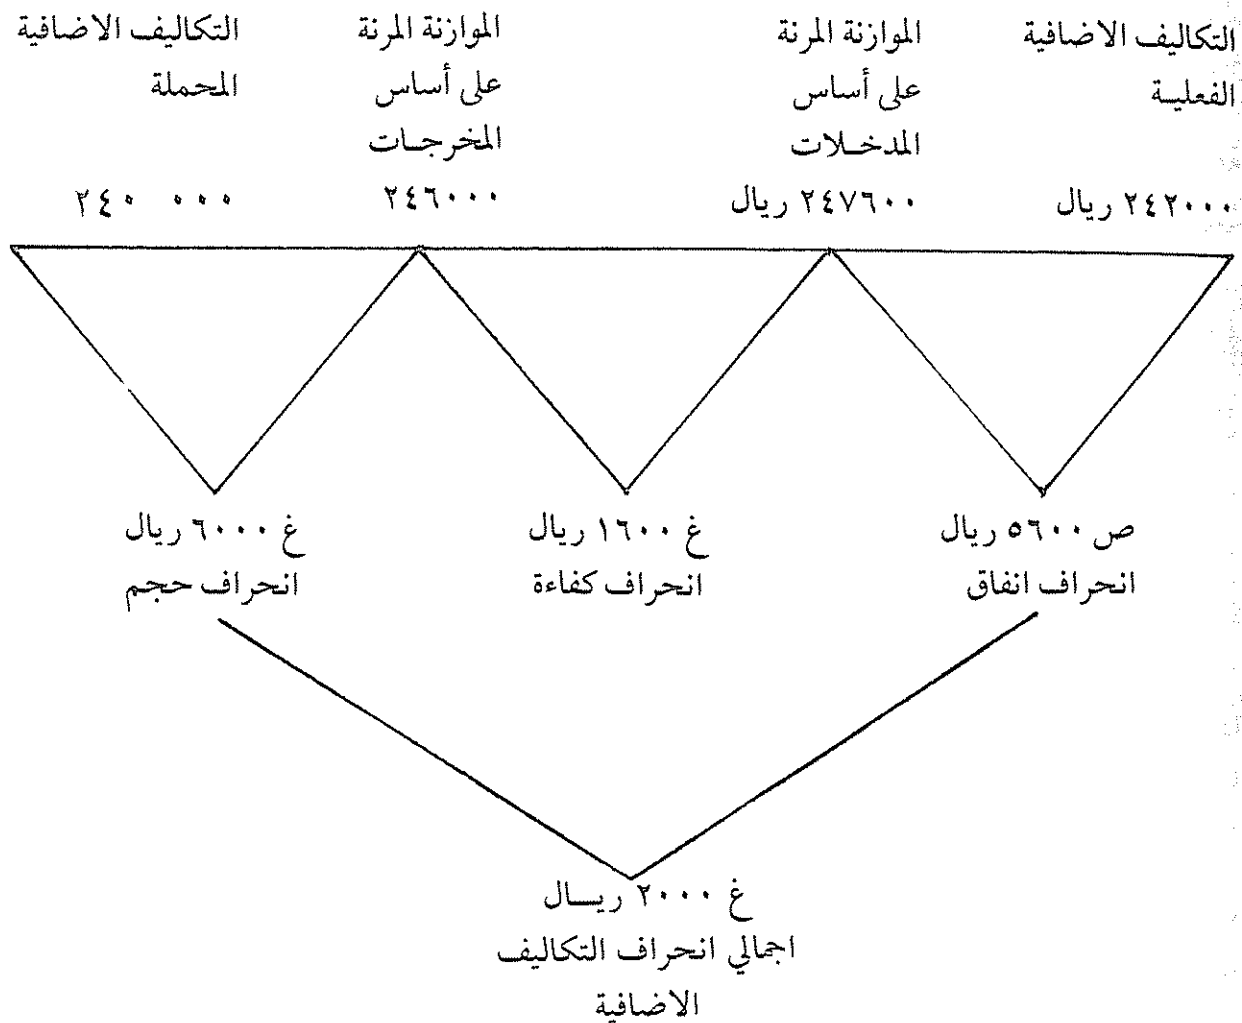 التكاليف الاضافية
الفعلية
٢٤٢٠٠٠ ريال
الموازنة المرنة
على أساس
المدخلات
٢٤٧٦٠٠ ريال
الموازنة المرنة
على أساس
المخرجات
٢٤٦٠٠٠
التكاليف الاضافية
المحملة
٢٤٠ ٠٠٠
ص ٥٦٠٠ ريال
انحراف انفاق
غ ١٦٠٠ ريال
انحراف كفاءة
غ ٦٠٠٠ ريال
انحراف حجم
غ ٢٠٠٠ ريال
اجمالي انحراف التكاليف
الاضافية